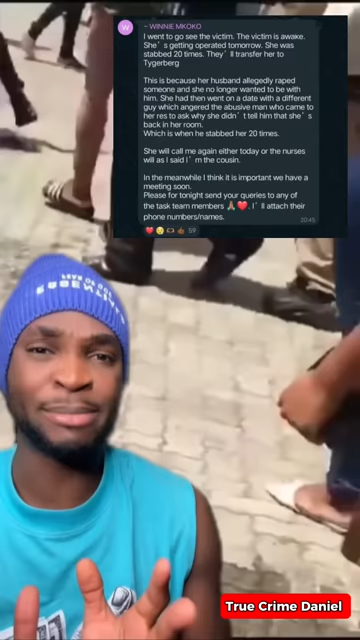 ~ WINNIE MKOKO
I went to go see the victim. The victim is awake.
She's getting operated tomorrow. She was
stabbed 20 times. They'll transfer her to
Tygerberg
This is because her husband allegedly raped
someone and she no longer wanted to be with
him. She had then went on a date with a different
guy which angered the abusive man who came to
her res to ask why she didn't tell him that she's
back in her room.
Which is when he stabbed her 20 times.
She will call me again either today or the nurses
will as I said I'm the cousin.
In the meanwhile I think it is important we have a
meeting soon.
Please for tonight send your queries to any of
the task team members 🙏🏾❤️. I'll attach their
phone numbers/names.
20:45
59
True Crime Daniel